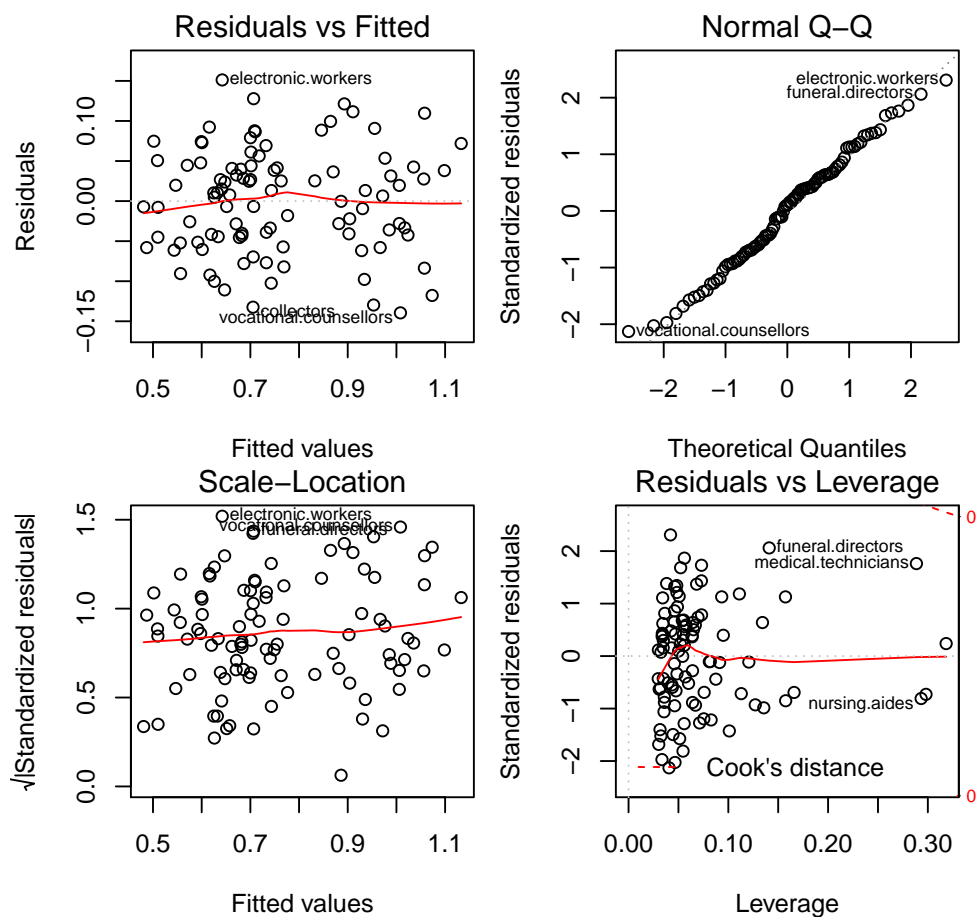 Residuals vs Fitted
Residuals
−0.15
0.00
0.10
electronic.workers
collectors
vocational.counsellors
0.5
0.7
0.9
1.1
Fitted values
Normal Q−Q
Standardized residuals
−2
−1
0
1
2
electronic.workers
funeral.directors
vocational.counsellors
−2
−1
0
1
2
Theoretical Quantiles
Scale−Location
√|Standardized residuals|
0.0
0.5
1.0
1.5
electronic.workers
vocational.counsellors
funeral.directors
0.5
0.7
0.9
1.1
Fitted values
Residuals vs Leverage
Standardized residuals
−2
−1
0
1
2
funeral.directors
medical.technicians
nursing.aides
Cook's distance
0
0
0.00
0.10
0.20
0.30
Leverage